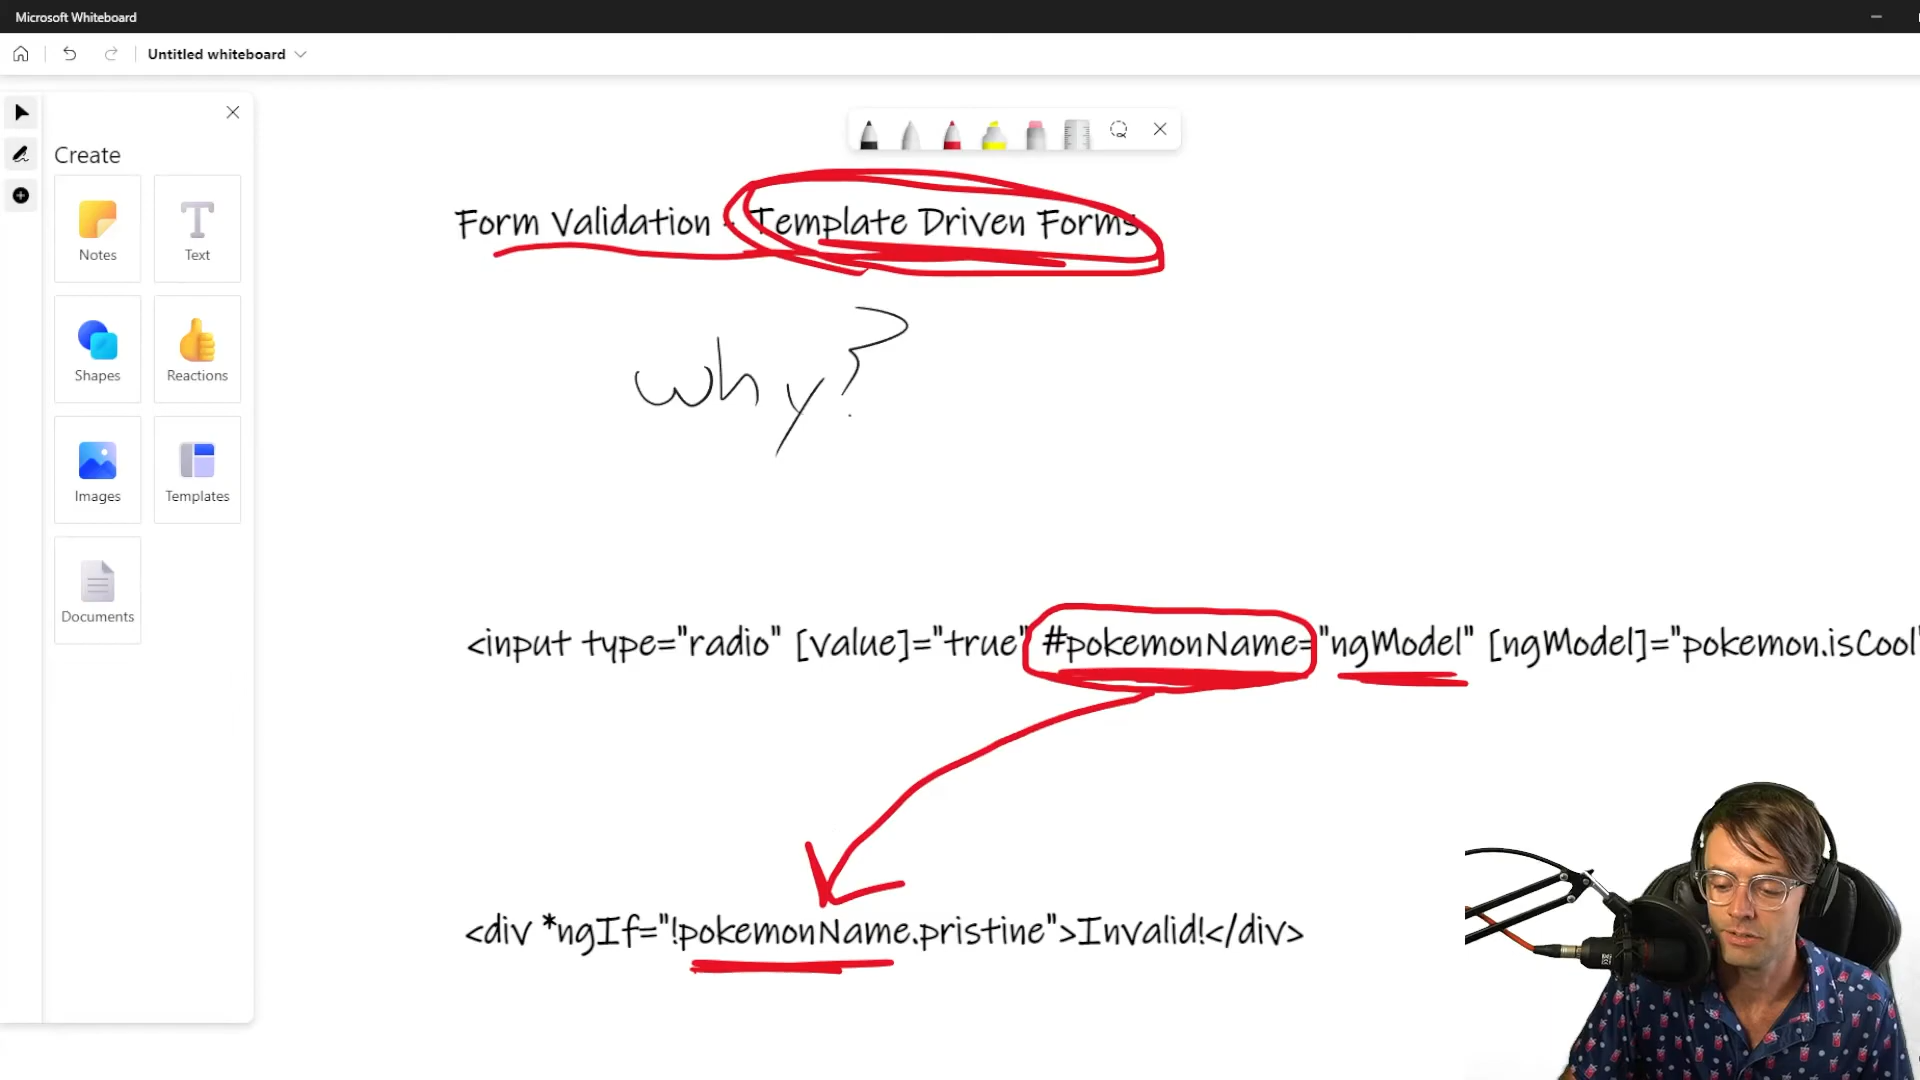 Microsoft Whiteboard
Untitled whiteboard
Create
Notes
Text
Shapes
Reactions
Images
Templates
Documents
Form Validation - Template Driven Forms
why?
<input type="radio" [value]="true" #pokemonName="ngModel" [ngModel]="pokemon.isCool"
<div *ngIf="!pokemonName.pristine">Invalid!</div>